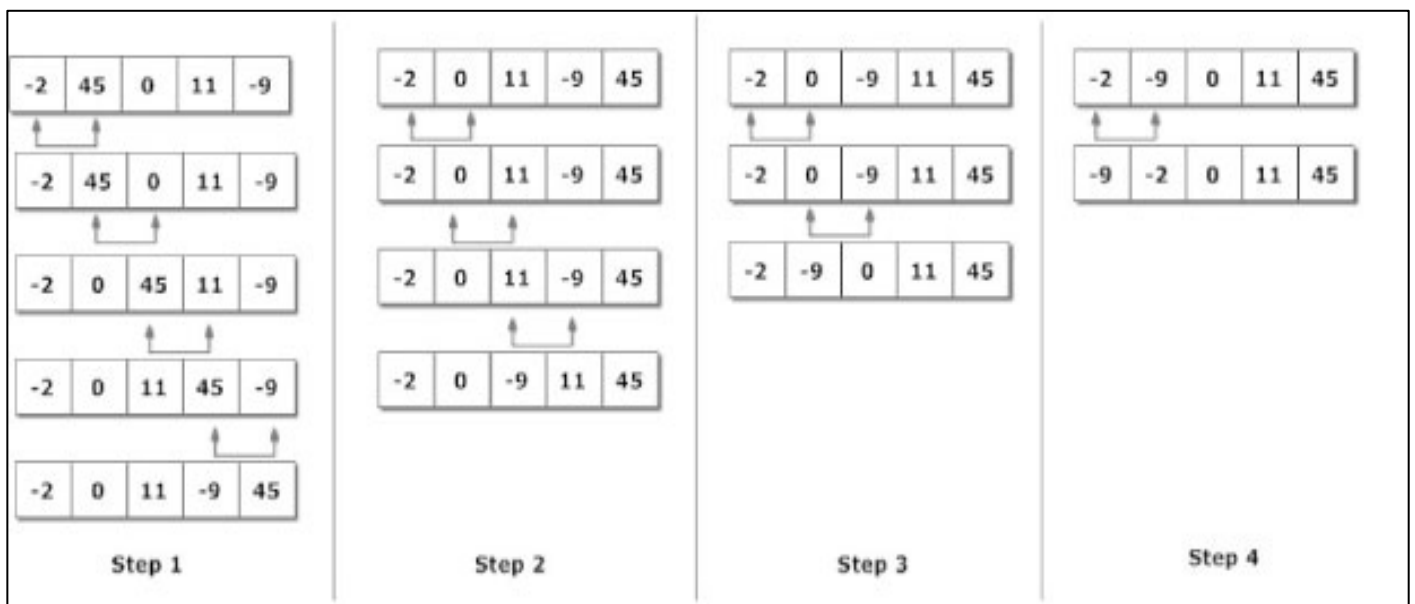 -2 45 0 11 -9
-2 45 0 11 -9
-2 0 45 11 -9
-2 0 11 45 -9
-2 0 11 -9 45
Step 1
-2 0 11 -9 45
-2 0 11 -9 45
-2 0 11 -9 45
-2 0 -9 11 45
Step 2
-2 0 -9 11 45
-2 0 -9 11 45
-2 -9 0 11 45
Step 3
-2 -9 0 11 45
-9 -2 0 11 45
Step 4